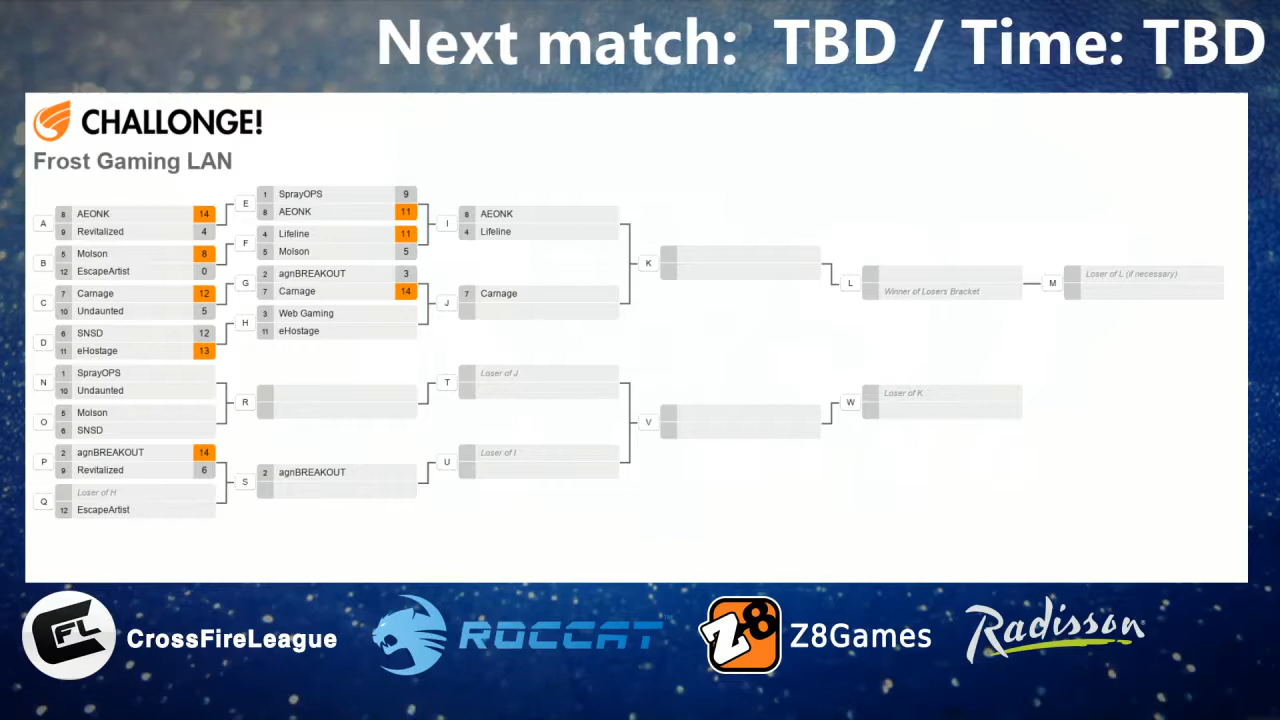 Next match: TBD / Time: TBD
CHALLONGE!
Frost Gaming LAN
A
8 AEONK 14
9 Revitalized 4
B
5 Molson 8
12 EscapeArtist 0
C
7 Carnage 12
10 Undaunted 5
D
6 SNSD 12
11 eHostage 13
N
1 SprayOPS
10 Undaunted
O
5 Molson
6 SNSD
P
2 agnBREAKOUT 14
9 Revitalized 6
Q
Loser of H
12 EscapeArtist
E
1 SprayOPS 9
8 AEONK 11
F
4 Lifeline 11
5 Molson 5
G
2 agnBREAKOUT 3
7 Carnage 14
H
3 Web Gaming
11 eHostage
R
S
2 agnBREAKOUT
I
8 AEONK
4 Lifeline
J
7 Carnage
T
Loser of J
U
Loser of I
K
V
L
Winner of Losers Bracket
W
Loser of K
M
Loser of L (if necessary)
CFL
CrossFireLeague
ROCCAT
Z8
Z8Games
Radisson